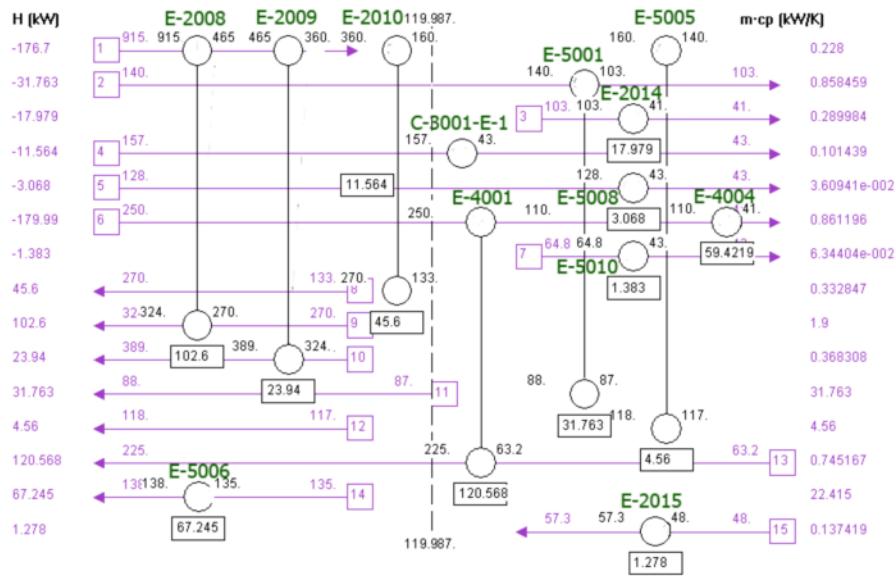 H (kW) E-2008 E-2009 E-2010 119.987. E-5005 m·cp (kW/K)
-176.7 1 915. 915 465 465 360. 360. 160. 160. 140. 0.228
E-5001
-31.763 2 140. 140. 103. 103. 0.858459
E-2014
-17.979 3 103. 103. 41. 41. 0.289984
C-3001-E-1
-11.564 4 157. 157. 43. 17.979 43. 0.101439
-3.068 5 128. 11.564 128. 43. 43. 3.60941e-002
E-4001 E-5008 E-4004
-179.99 6 250. 250. 110. 3.068 110. 41. 0.861196
-1.383 7 64.8 64.8 43. 59.4219 6.34404e-002
E-5010
1.383
45.6 270. 133. 270. 8 133. 0.332847
102.6 324. 270. 270. 9 45.6 1.9
23.94 389. 102.6 389. 324. 324. 10 0.368308
31.763 88. 23.94 87. 11 88. 87. 31.763
31.763
4.56 118. 117. 12 118. 117. 4.56
120.568 225. 225. 63.2 4.56 63.2 13 0.745167
E-5006
67.245 138. 135. 135. 14 120.568 22.415
67.245
E-2015
1.278 57.3 57.3 48. 48. 15 0.137419
119.987.
1.278